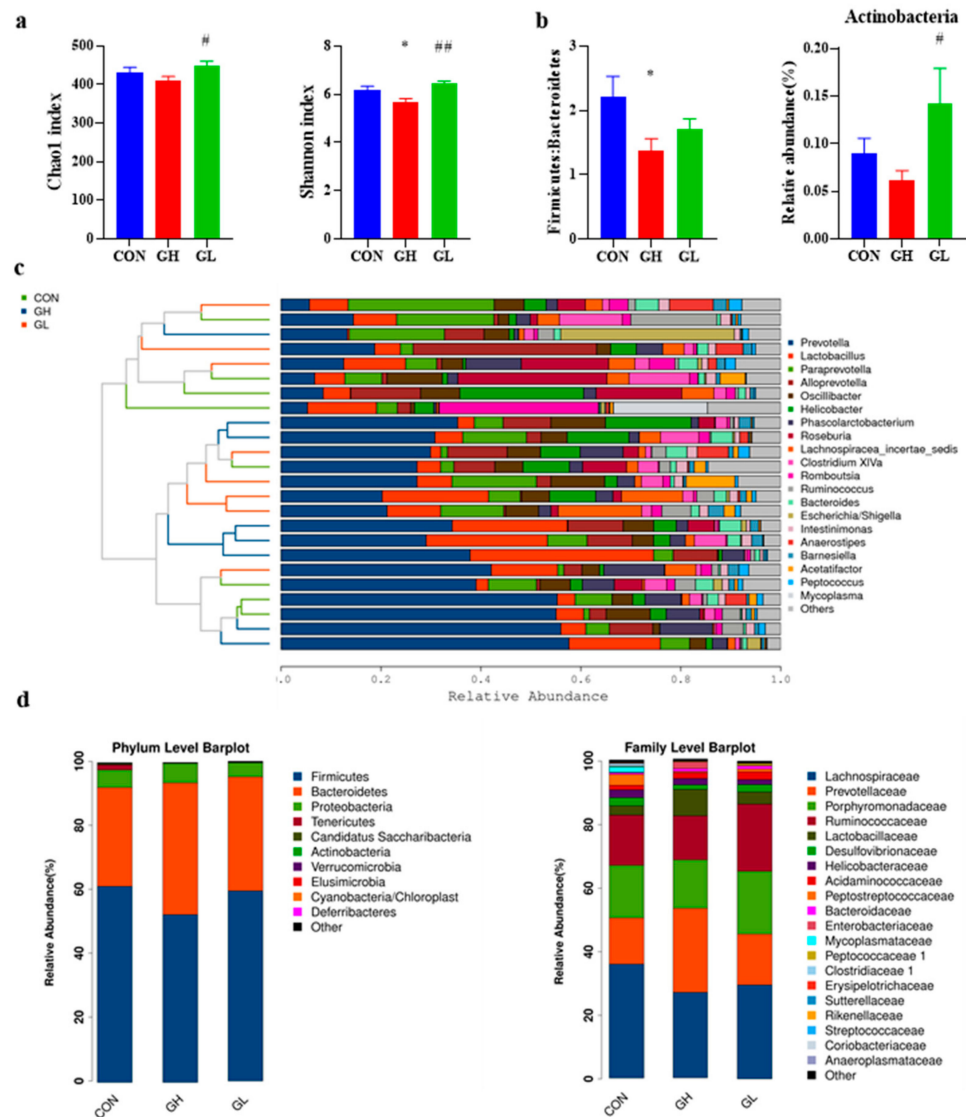 a
b
Actinobacteria
#
500
400
300
200
100
0
Chao1 index
CON GH GL
*
##
8
6
4
2
0
Shannon index
CON GH GL
*
3
2
1
0
Firmicutes:Bacteroidetes
CON GH GL
#
0.20
0.15
0.10
0.05
0.00
Relative abundance(%)
CON GH GL
c
CON
GH
GL
Prevotella
Lactobacillus
Paraprevotella
Alloprevotella
Oscillibacter
Helicobacter
Phascolarctobacterium
Roseburia
Lachnospiracea_incertae_sedis
Clostridium XIVa
Romboutsia
Ruminococcus
Bacteroides
Escherichia/Shigella
Intestinimonas
Anaerostipes
Barnesiella
Acetatifactor
Peptococcus
Mycoplasma
Others
.0 0.2 0.4 0.6 0.8 1.0
Relative Abundance
d
Phylum Level Barplot
100
80
60
40
20
0
Relative Abundance(%)
CON GH GL
Firmicutes
Bacteroidetes
Proteobacteria
Tenericutes
Candidatus Saccharibacteria
Actinobacteria
Verrucomicrobia
Elusimicrobia
Cyanobacteria/Chloroplast
Deferribacteres
Other
Family Level Barplot
100
80
60
40
20
0
Relative Abundance(%)
CON GH GL
Lachnospiraceae
Prevotellaceae
Porphyromonadaceae
Ruminococcaceae
Lactobacillaceae
Desulfovibrionaceae
Helicobacteraceae
Acidaminococcaceae
Peptostreptococcaceae
Bacteroidaceae
Enterobacteriaceae
Mycoplasmataceae
Peptococcaceae 1
Clostridiaceae 1
Erysipelotrichaceae
Sutterellaceae
Rikenellaceae
Streptococcaceae
Coriobacteriaceae
Anaeroplasmataceae
Other